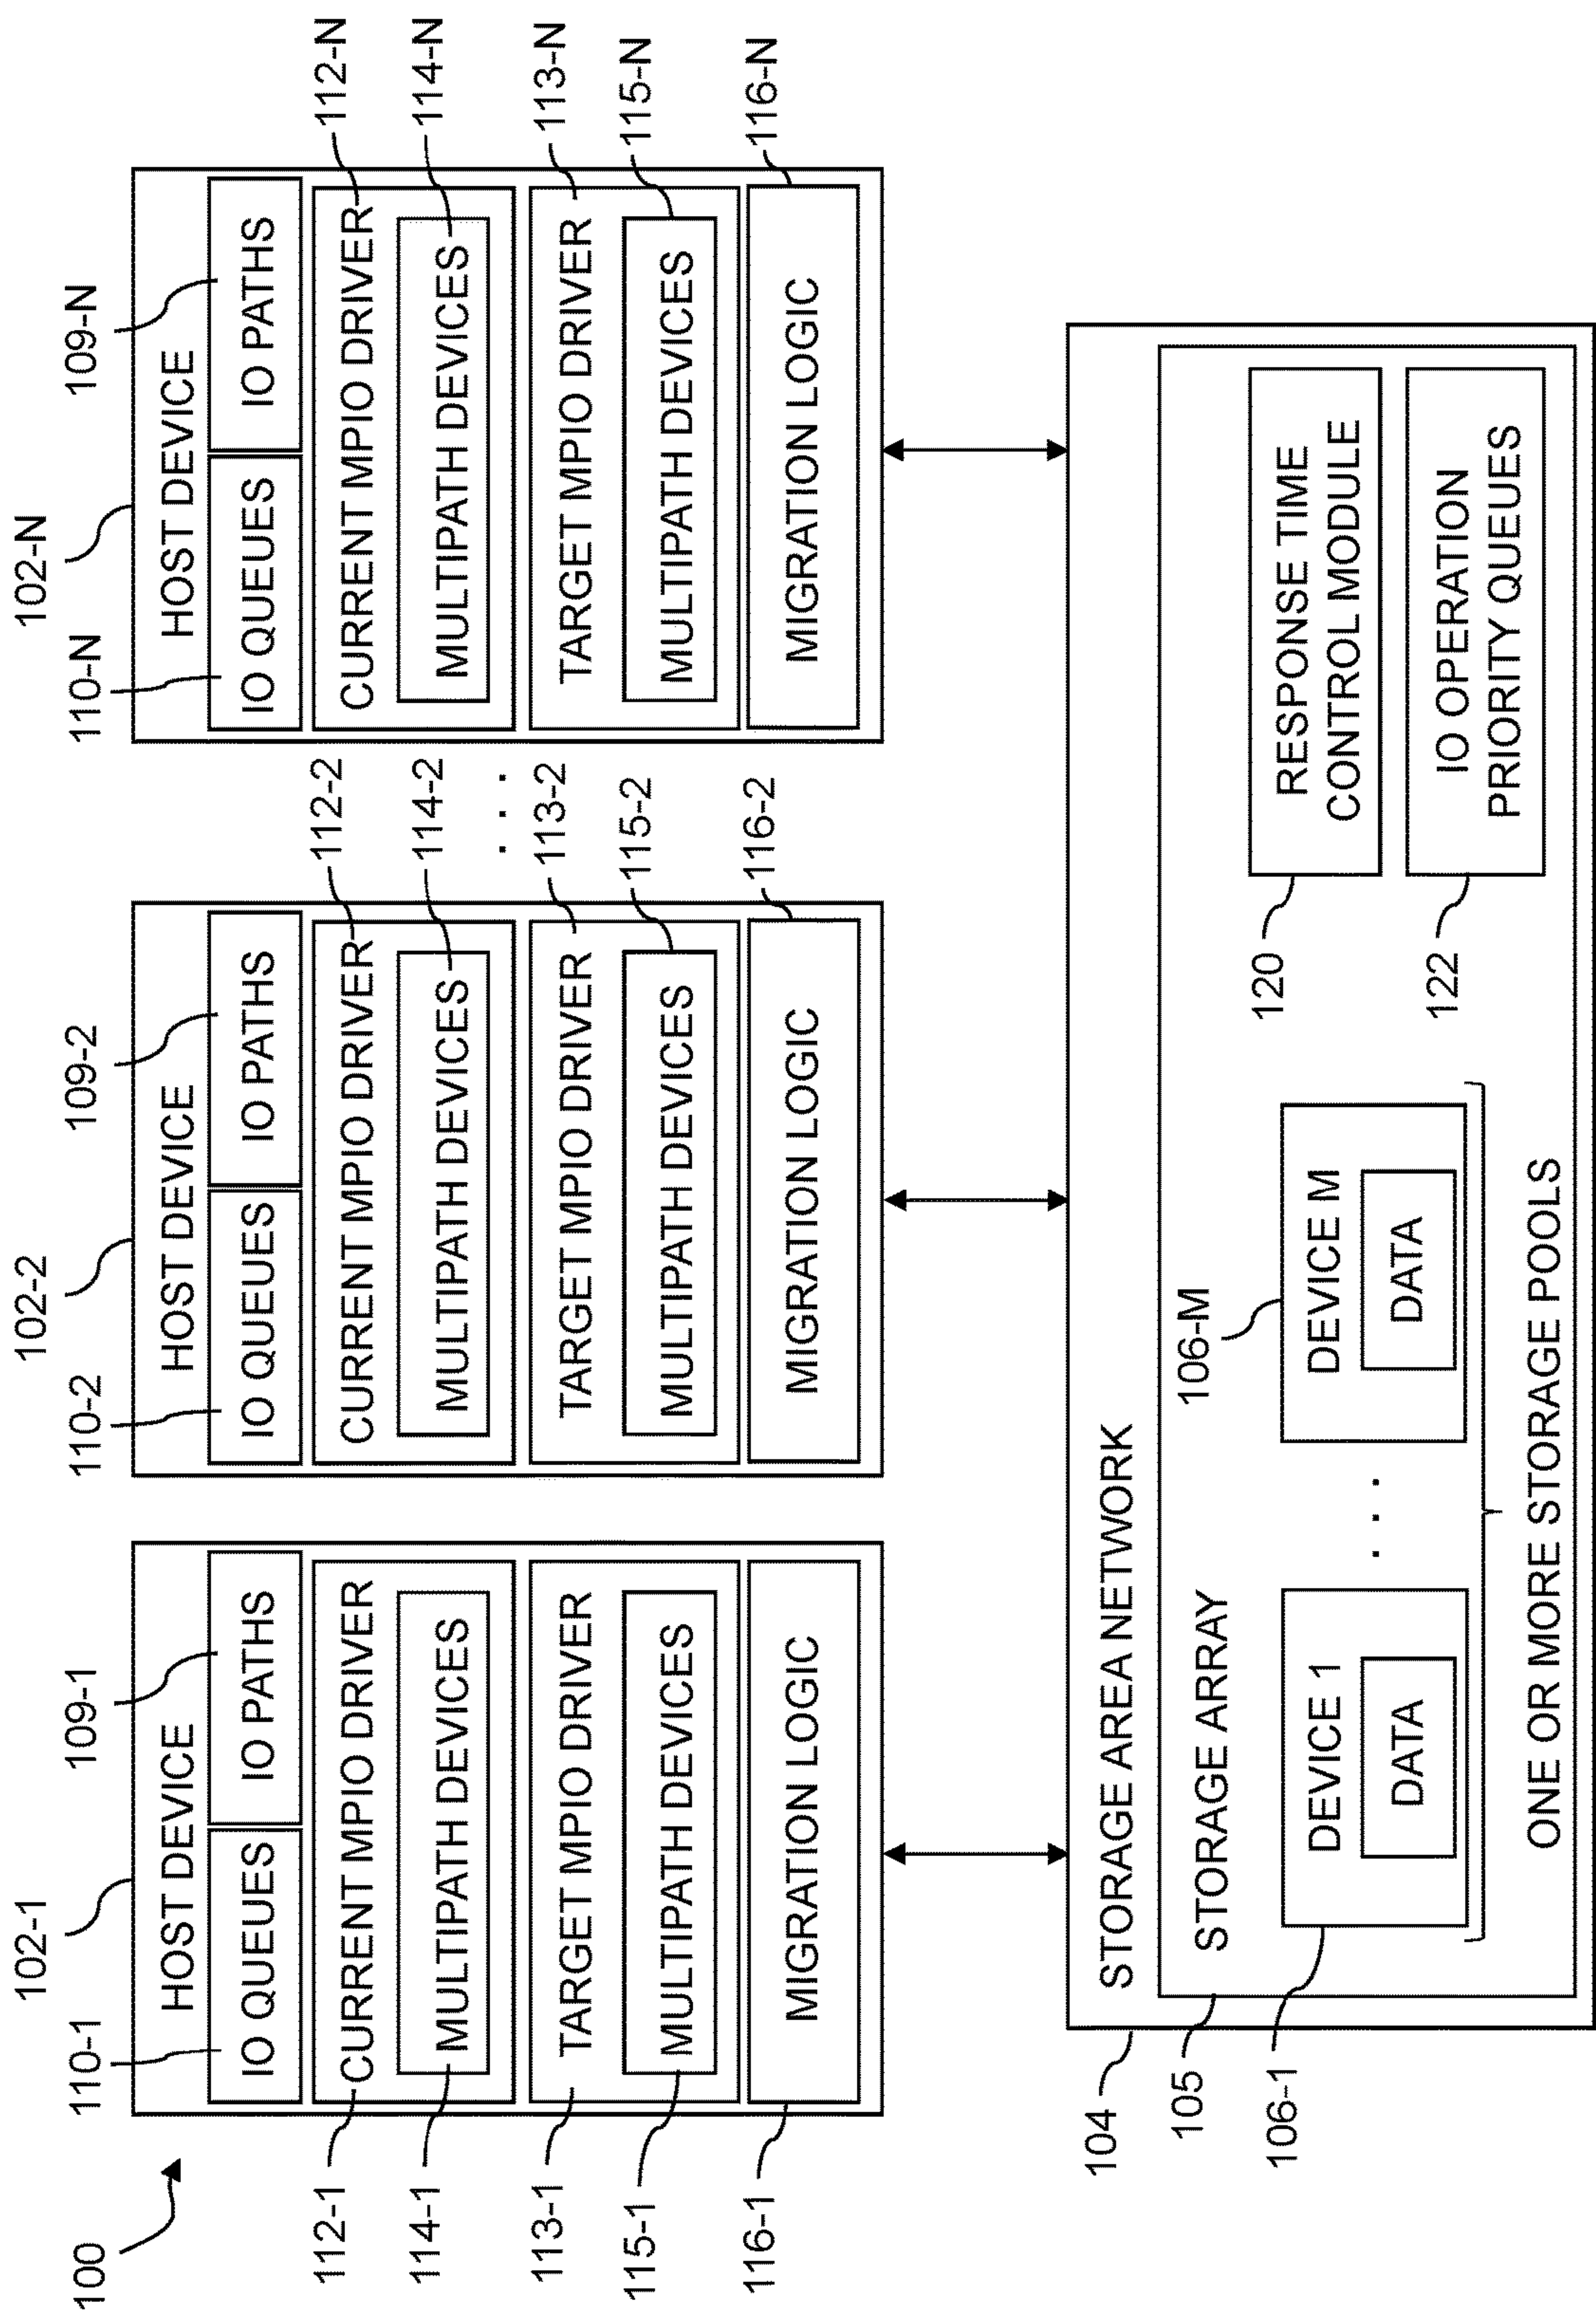 100
102-1
102-2
102-N
110-1
109-1
110-2
109-2
110-N
109-N
HOST DEVICE
IO QUEUES
IO PATHS
CURRENT MPIO DRIVER
MULTIPATH DEVICES
TARGET MPIO DRIVER
MULTIPATH DEVICES
MIGRATION LOGIC
112-1
114-1
113-1
115-1
116-1
HOST DEVICE
IO QUEUES
IO PATHS
CURRENT MPIO DRIVER
MULTIPATH DEVICES
TARGET MPIO DRIVER
MULTIPATH DEVICES
MIGRATION LOGIC
112-2
114-2
. . .
113-2
115-2
116-2
HOST DEVICE
IO QUEUES
IO PATHS
CURRENT MPIO DRIVER
MULTIPATH DEVICES
TARGET MPIO DRIVER
MULTIPATH DEVICES
MIGRATION LOGIC
112-N
114-N
113-N
115-N
116-N
104
STORAGE AREA NETWORK
105
STORAGE ARRAY
106-1
DEVICE 1
DATA
. . .
106-M
DEVICE M
DATA
ONE OR MORE STORAGE POOLS
120
RESPONSE TIME
CONTROL MODULE
122
IO OPERATION
PRIORITY QUEUES